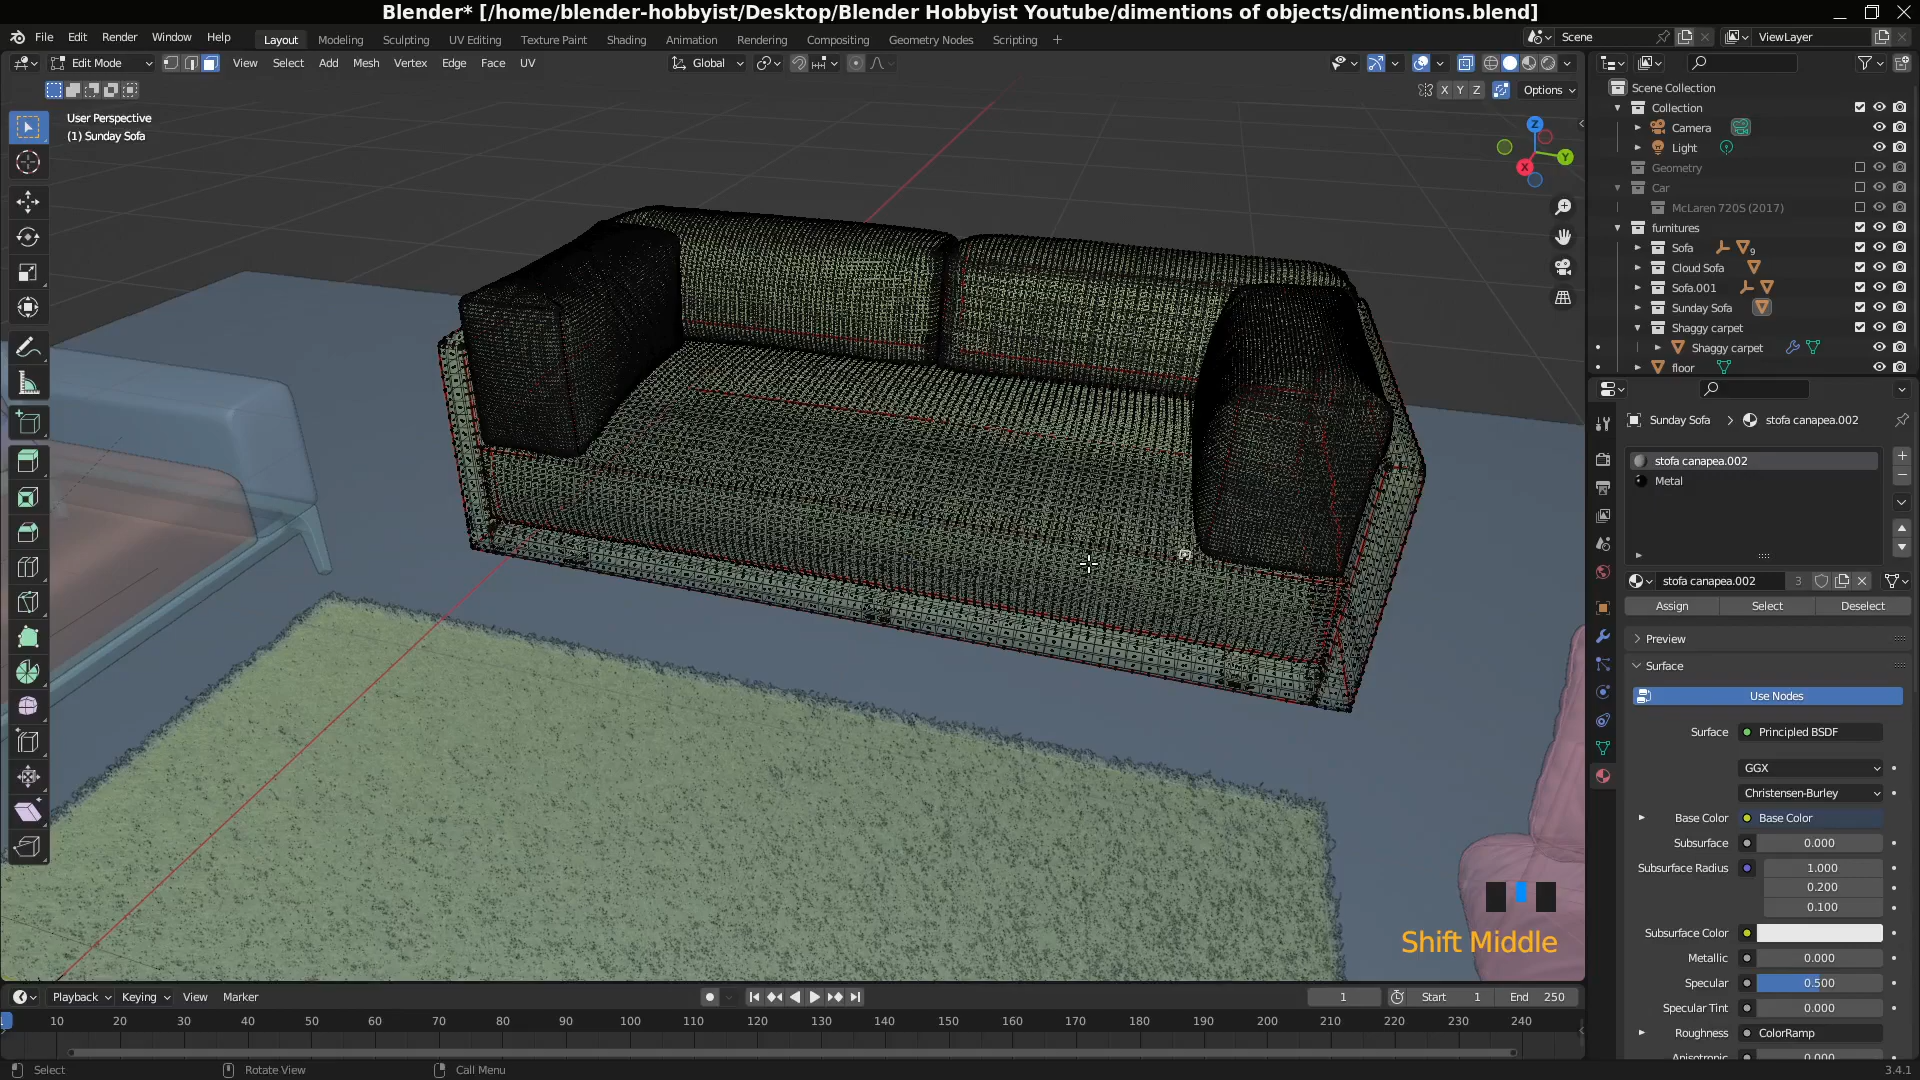 Blender* [/home/blender-hobbyist/Desktop/Blender Hobbyist Youtube/dimentions of objects/dimentions.blend]
File Edit Render Window Help
Layout Modeling Sculpting UV Editing Texture Paint Shading Animation Rendering Compositing Geometry Nodes Scripting +
Scene
ViewLayer
Edit Mode
View Select Add Mesh Vertex Edge Face UV
Global
X Y Z
Options
User Perspective
(1) Sunday Sofa
Z
Y
X
Scene Collection
Collection
Camera
Light
Geometry
Car
McLaren 720S (2017)
furnitures
Sofa
9
Cloud Sofa
Sofa.001
Sunday Sofa
Shaggy carpet
Shaggy carpet
floor
Sunday Sofa > stofa canapea.002
stofa canapea.002
Metal
stofa canapea.002 3
Assign Select Deselect
Preview
Surface
Use Nodes
Surface Principled BSDF
GGX
Christensen-Burley
Base Color Base Color
Subsurface 0.000
Subsurface Radius 1.000
0.200
0.100
Subsurface Color
Metallic 0.000
Specular 0.500
Specular Tint 0.000
Roughness ColorRamp
Anisotropic 0.000
Shift Middle
Playback Keying View Marker
1
Start 1
End 250
10 20 30 40 50 60 70 80 90 100 110 120 130 140 150 160 170 180 190 200 210 220 230 240
Select
Rotate View
Call Menu
3.4.1